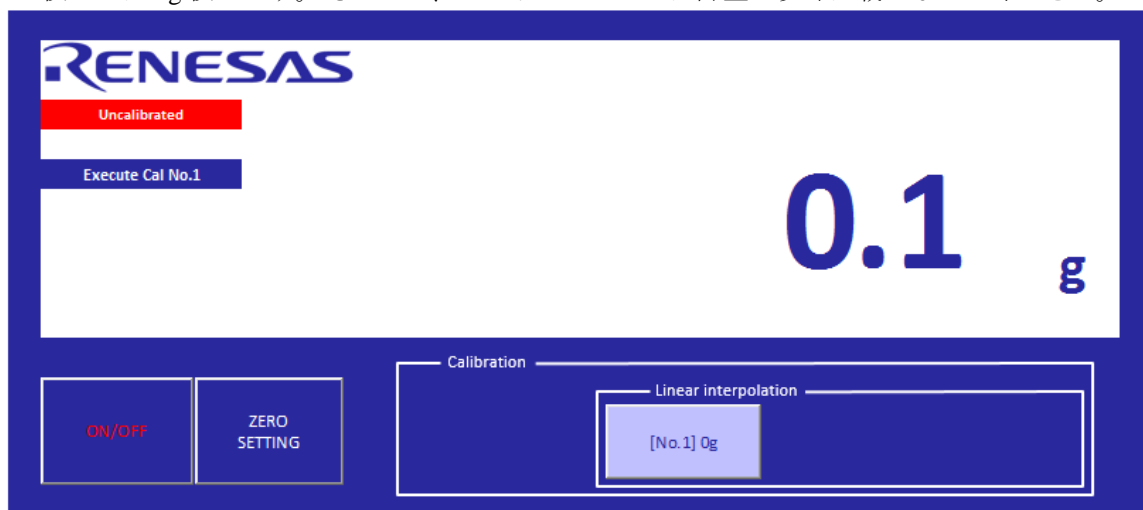 RENESAS
Uncalibrated
Execute Cal No.1
0.1
g
Calibration
Linear interpolation
ON/OFF
ZERO
SETTING
[No.1] 0g